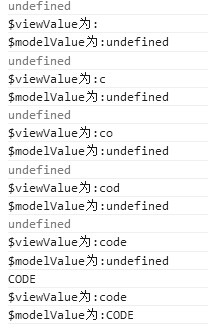 undefined
$viewValue为:
$modelValue为:undefined
undefined
$viewValue为:c
$modelValue为:undefined
undefined
$viewValue为:co
$modelValue为:undefined
undefined
$viewValue为:cod
$modelValue为:undefined
undefined
$viewValue为:code
$modelValue为:undefined
CODE
$viewValue为:code
$modelValue为:CODE